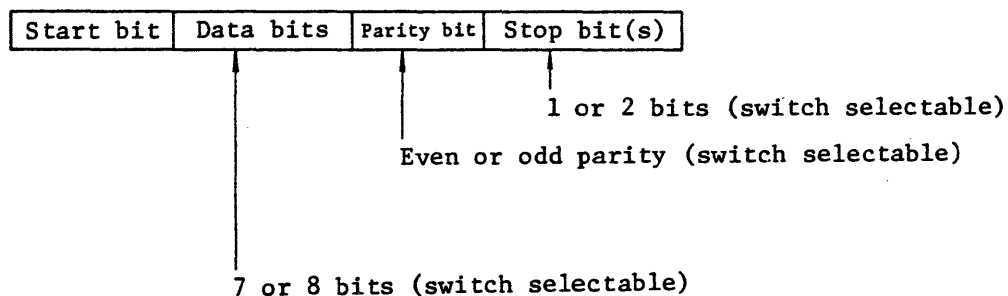 Start bit Data bits Parity bit Stop bit(s)
1 or 2 bits (switch selectable)
Even or odd parity (switch selectable)
7 or 8 bits (switch selectable)